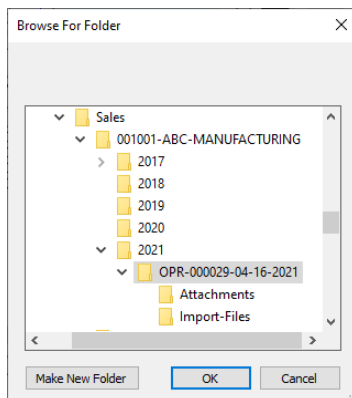 Browse For Folder
Sales
001001-ABC-MANUFACTURING
2017
2018
2019
2020
2021
OPR-000029-04-16-2021
Attachments
Import-Files
Make New Folder
OK
Cancel